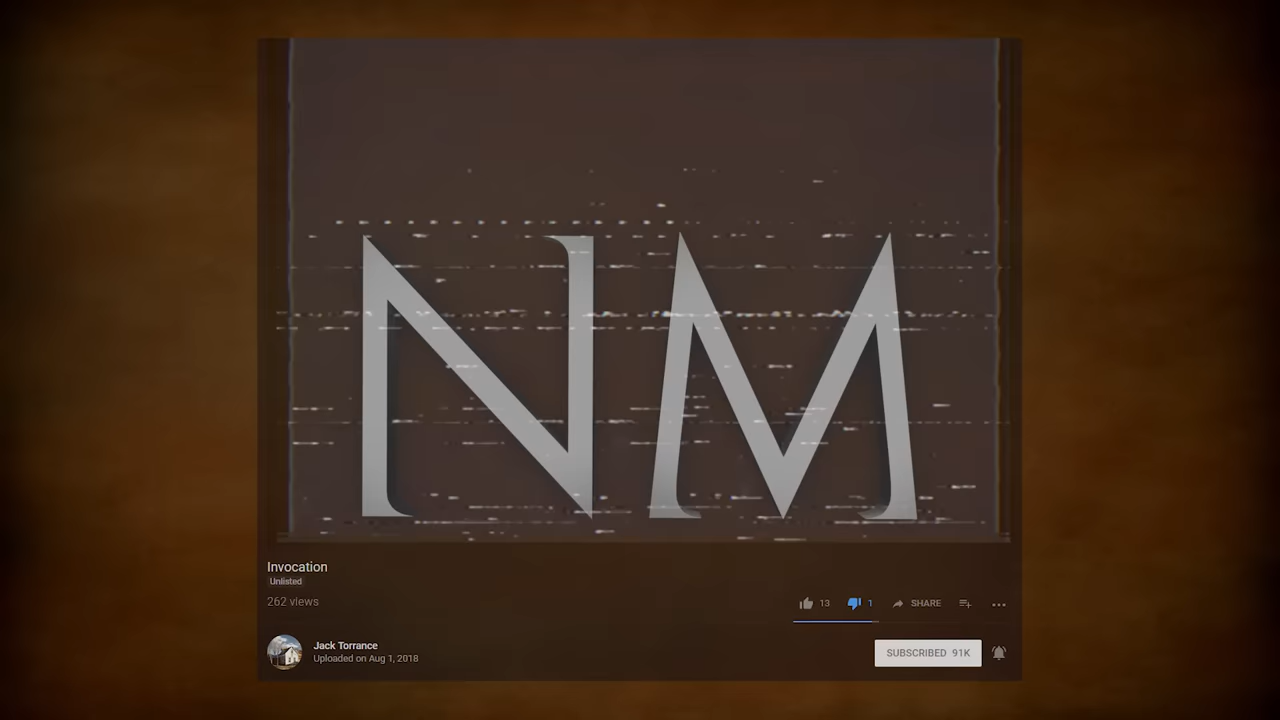 NM
Invocation
Unlisted
262 views
13 1 SHARE
Jack Torrance
Uploaded on Aug 1, 2018
SUBSCRIBED 91K